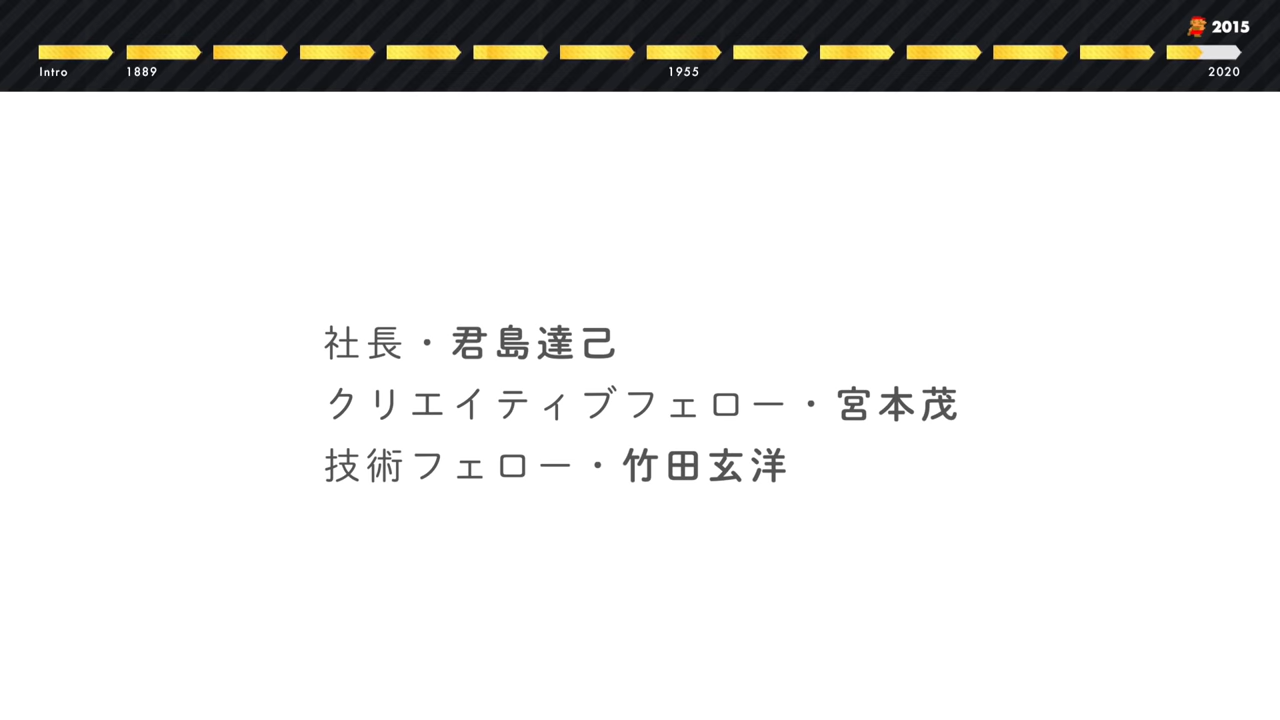 2015
Intro 1889 1955 2020
社長・君島達己
クリエイティブフェロー・宮本茂
技術フェロー・竹田玄洋